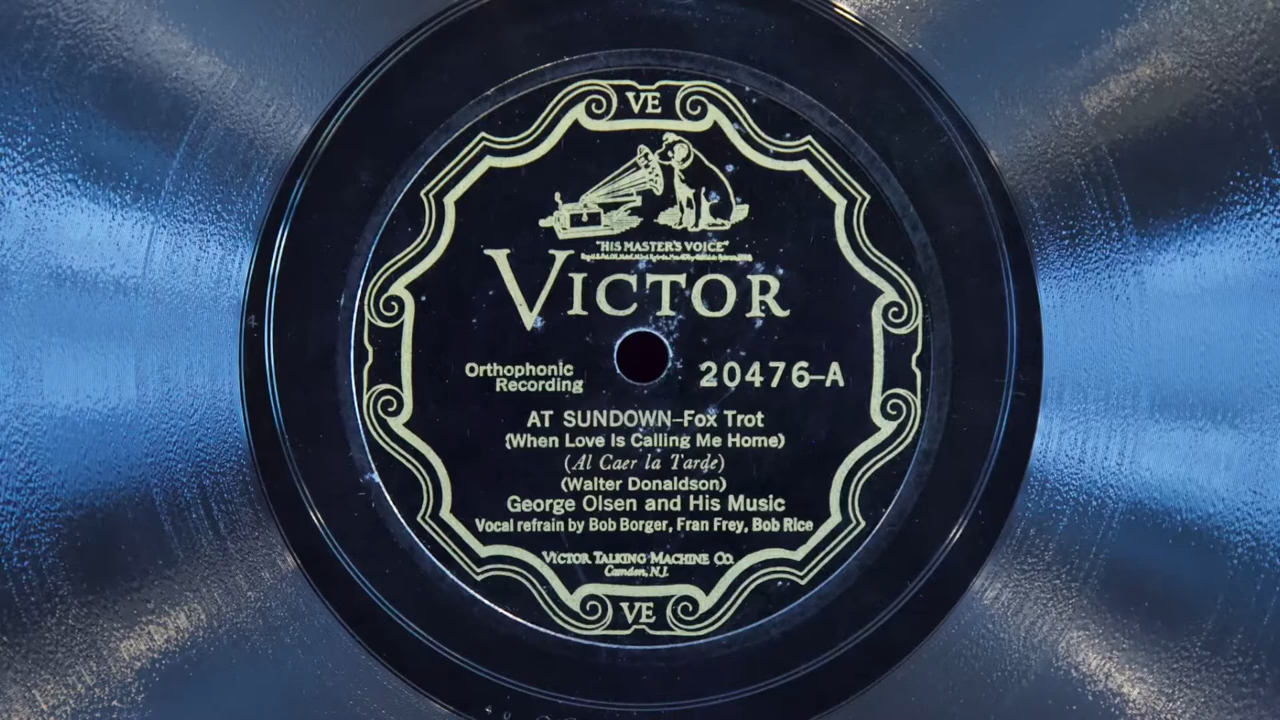 VE
"HIS MASTER'S VOICE"
VICTOR
Orthophonic
Recording
20476-A
AT SUNDOWN-Fox Trot
(When Love Is Calling Me Home)
(Al Caer la Tarde)
(Walter Donaldson)
George Olsen and His Music
Vocal refrain by Bob Borger, Fran Frey, Bob Rice
VICTOR TALKING MACHINE CO.
Camden, N.J.
VE